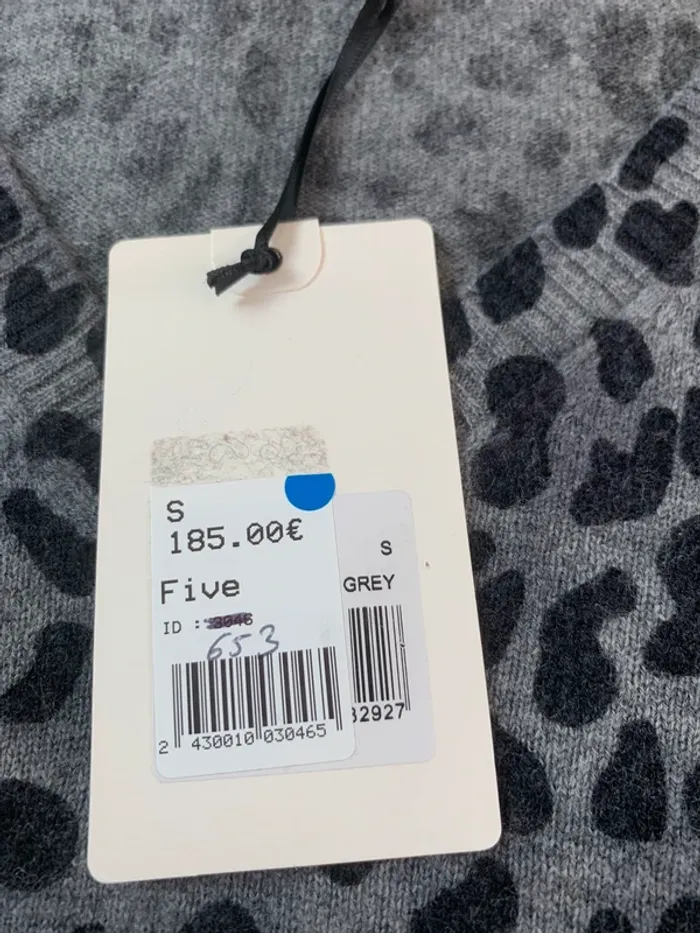 S
185.00€
Five
ID : 3046
653
2 430010 030465
S
GREY
32927